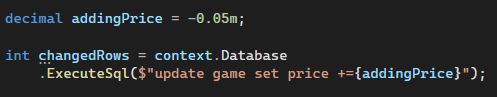 decimal addingPrice = -0.05m;
int changedRows = context.Database
.ExecuteSql($"update game set price +={addingPrice}");